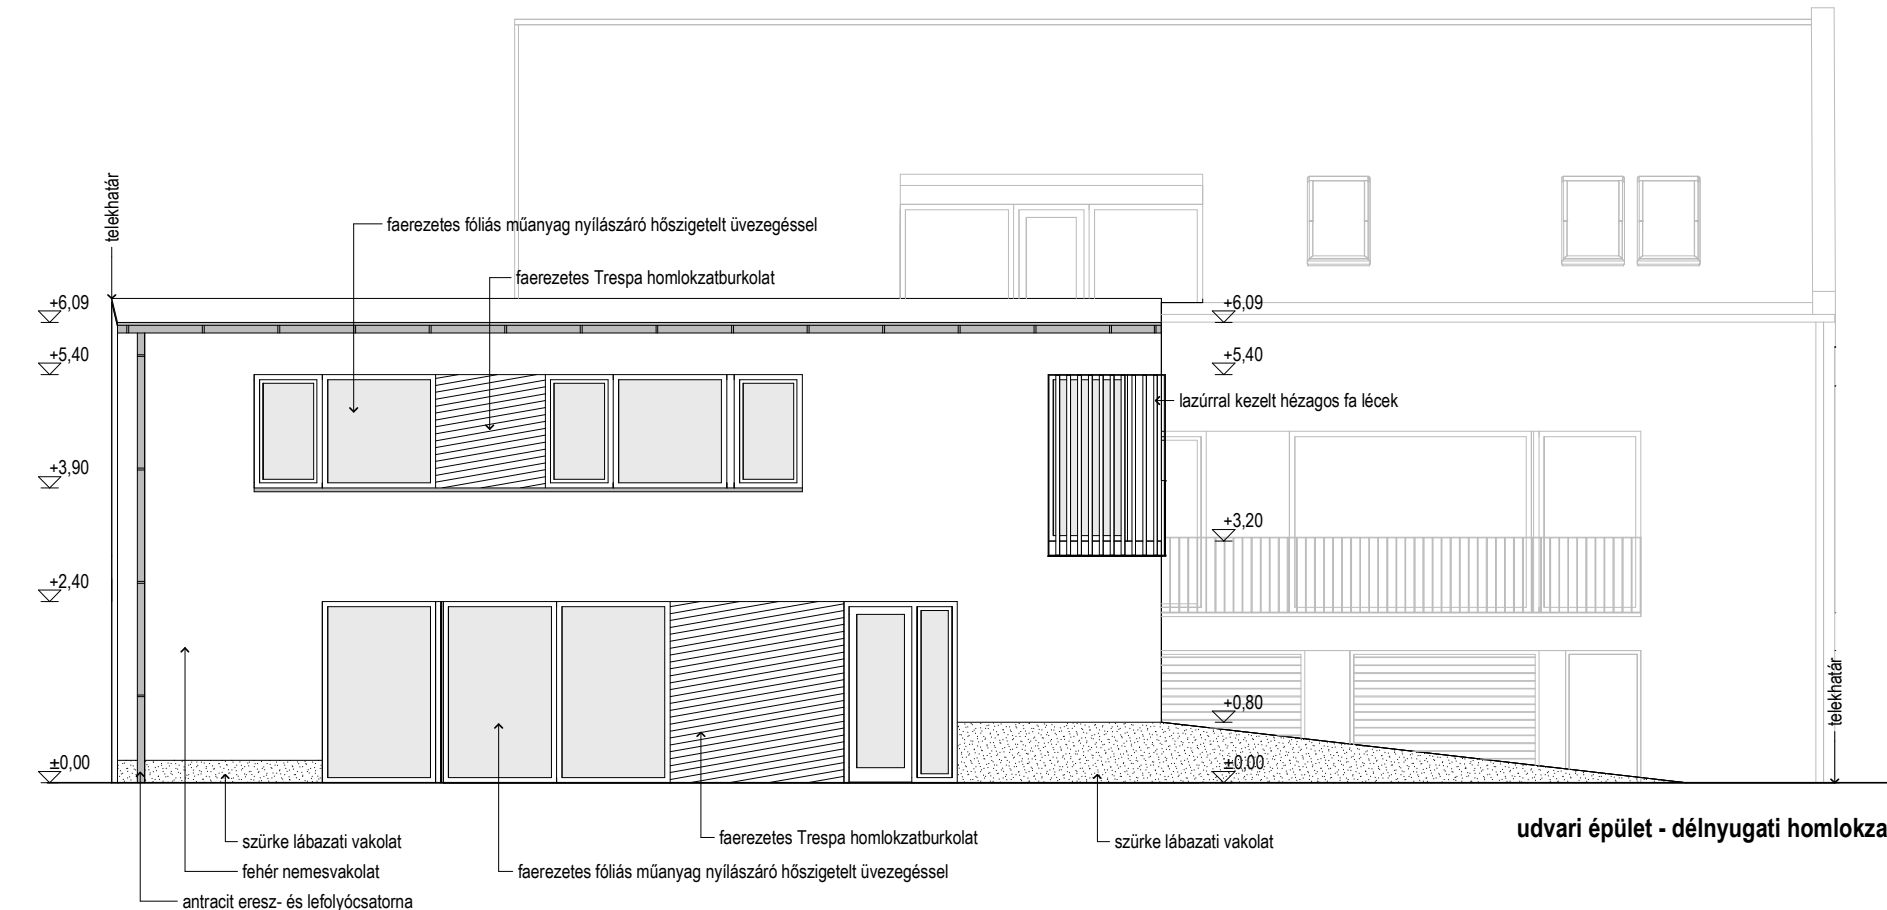 telekhatár
faerezetes fóliás műanyag nyílászáró hőszigetelt üvezegéssel
faerezetes Trespa homlokzatburkolat
+6,09
+6,09
+5,40
+5,40
lazúrral kezelt hézagos fa lécek
+3,90
+3,20
+2,40
telekhatár
+0,80
±0,00
±0,00
udvari épület - délnyugati homlokza
szürke lábazati vakolat
faerezetes Trespa homlokzatburkolat
szürke lábazati vakolat
fehér nemesvakolat
faerezetes fóliás műanyag nyílászáró hőszigetelt üvezegéssel
antracit eresz- és lefolyócsatorna